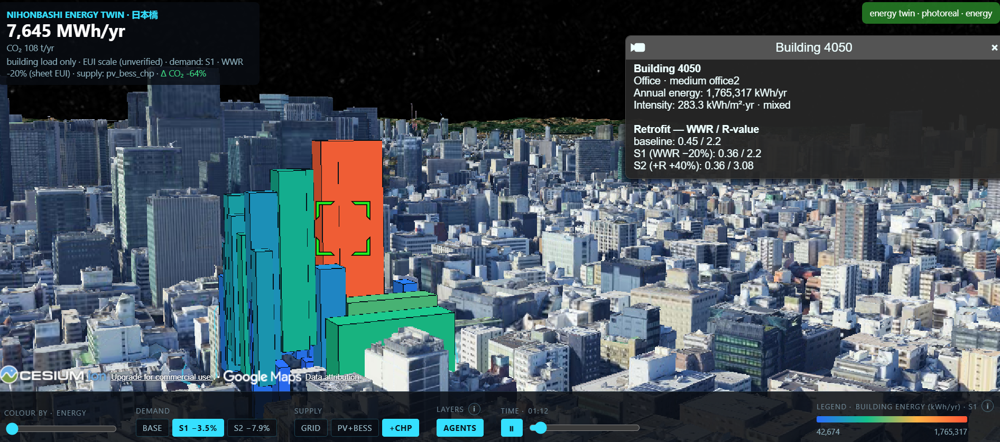 NIHONBASHI ENERGY TWIN · 日本橋
7,645 MWh/yr
CO₂ 108 t/yr
building load only · EUI scale (unverified) · demand: S1 · WWR
-20% (sheet EUI) · supply: pv_bess_chp · Δ CO₂ -64%
energy twin · photoreal · energy
Building 4050
×
Building 4050
Office · medium office2
Annual energy: 1,765,317 kWh/yr
Intensity: 283.3 kWh/m²·yr · mixed
Retrofit — WWR / R-value
baseline: 0.45 / 2.2
S1 (WWR −20%): 0.36 / 2.2
S2 (+R +40%): 0.36 / 3.08
CESIUM ion Upgrade for commercial use. • Google Maps Data attribution
COLOUR BY · ENERGY
DEMAND
BASE S1 −3.5% S2 −7.9%
SUPPLY
GRID PV+BESS +CHP
LAYERS i
AGENTS
TIME · 01:12
LEGEND · BUILDING ENERGY (kWh/yr) · S1 i
42,674 1,765,317